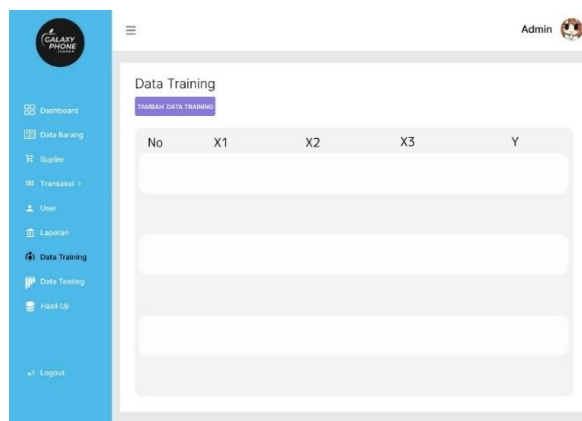 CALAXY
PHONE
Admin
Data Training
TAMBAH DATA TRAINING
No X1 X2 X3 Y
Dashboard
Data Barang
Suplier
Transaksi >
User
Laporan
Data Training
Data Testing
Hasil Uji
Logout